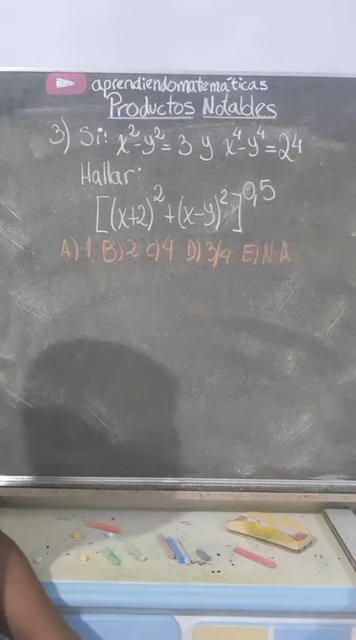 aprendiendomatemáticas
Productos Notables
3) Si: x²-y²=3 y x⁴-y⁴=24
Hallar:
[(x+2)²+(x-y)²]^0,5
A) 1 B) 2 C) 4 D) 3/4 E) N.A